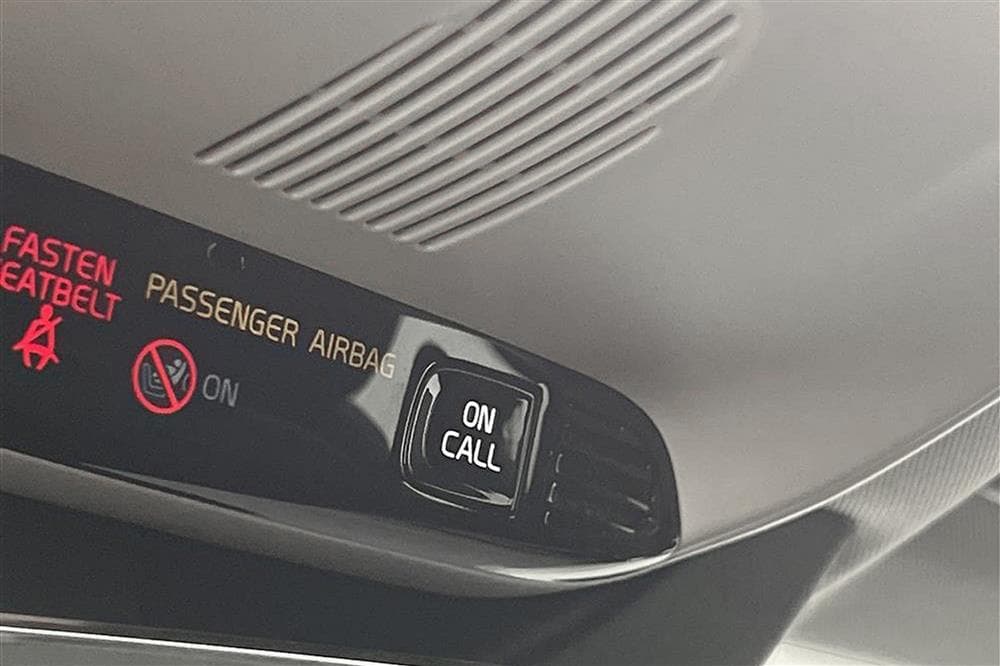 FASTEN
EATBELT
PASSENGER AIRBAG
ON
ON
CALL